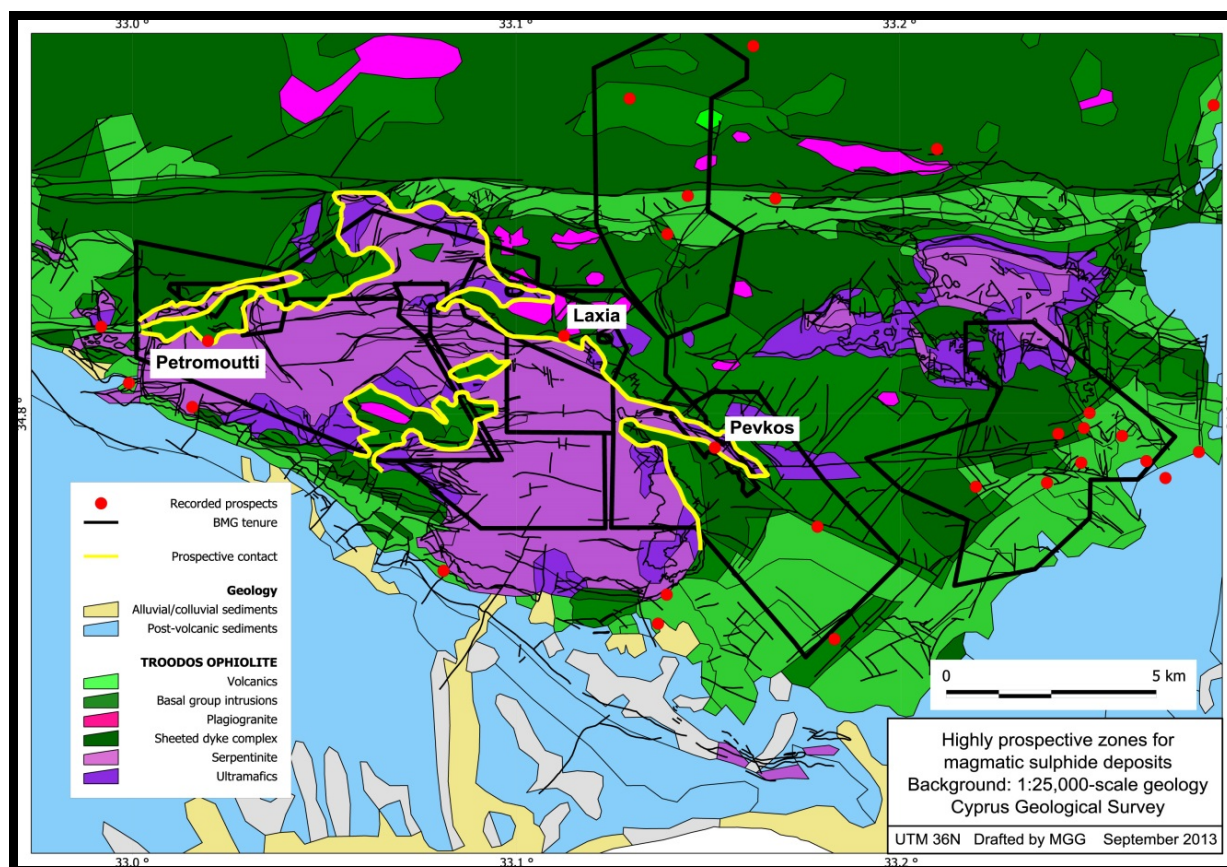 33.0 °
33.1 °
33.2 °
Laxia
Petromoutti
34.8 °
Pevkos
Recorded prospects
BMG tenure
Prospective contact
Geology
Alluvial/colluvial sediments
Post-volcanic sediments
TROODOS OPHIOLITE
Volcanics
Basal group intrusions
Plagiogranite
Sheeted dyke complex
Serpentinite
Ultramafics
0 5 km
Highly prospective zones for
magmatic sulphide deposits
Background: 1:25,000-scale geology
Cyprus Geological Survey
UTM 36N Drafted by MGG September 2013
33.0 °
33.1 °
33.2 °